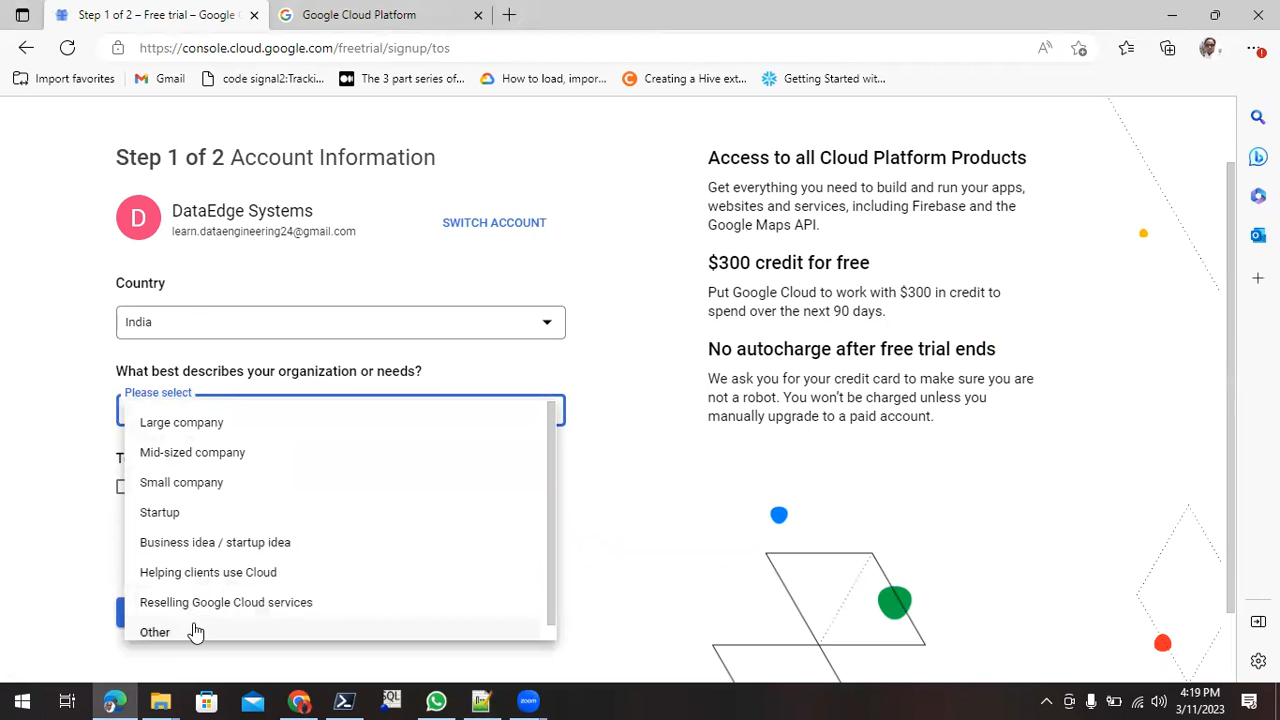 Step 1 of 2 – Free trial – Google C
Google Cloud Platform
https://console.cloud.google.com/freetrial/signup/tos
Import favorites
Gmail
code signal2:Tracki...
The 3 part series of...
How to load, impor...
Creating a Hive ext...
Getting Started wit...
Step 1 of 2 Account Information
D
DataEdge Systems
learn.dataengineering24@gmail.com
SWITCH ACCOUNT
Country
India
What best describes your organization or needs?
Please select
Large company
Mid-sized company
Small company
Startup
Business idea / startup idea
Helping clients use Cloud
Reselling Google Cloud services
Other
Access to all Cloud Platform Products
Get everything you need to build and run your apps,
websites and services, including Firebase and the
Google Maps API.
$300 credit for free
Put Google Cloud to work with $300 in credit to
spend over the next 90 days.
No autocharge after free trial ends
We ask you for your credit card to make sure you are
not a robot. You won't be charged unless you
manually upgrade to a paid account.
SQL
zoom
4:19 PM
3/11/2023